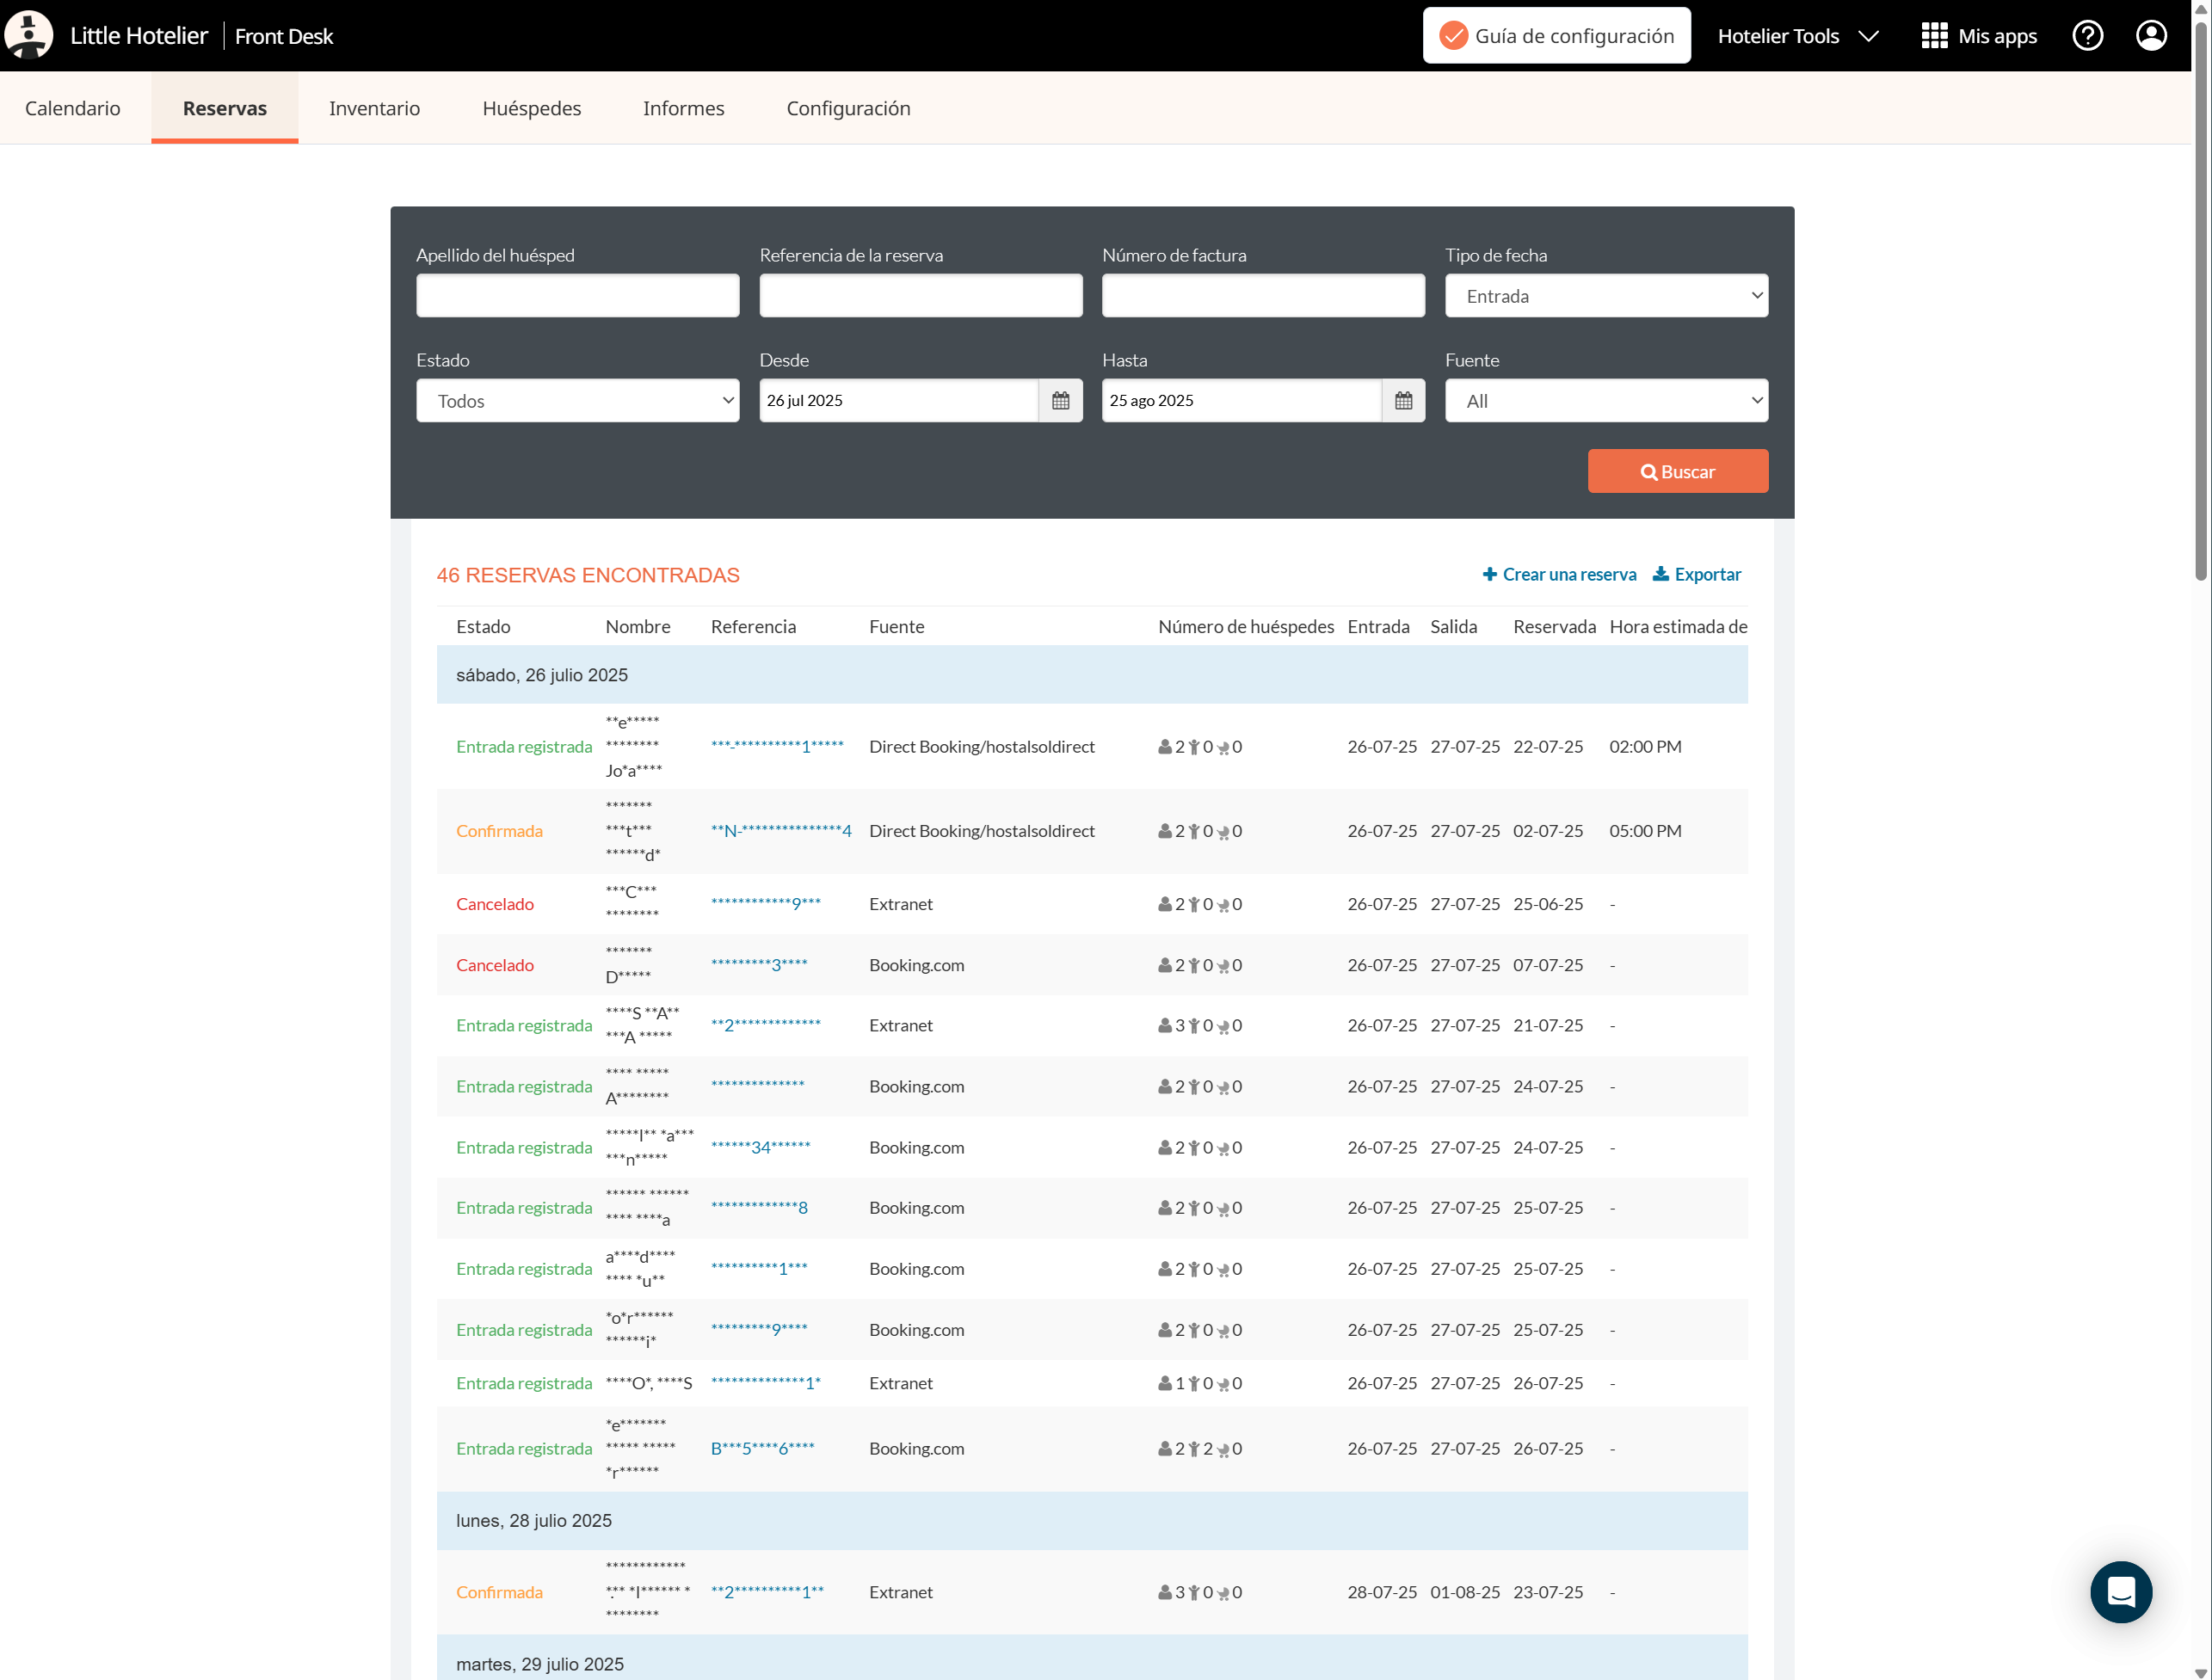 Little Hotelier | Front Desk
Guía de configuración
Hotelier Tools
Mis apps
Calendario Reservas Inventario Huéspedes Informes Configuración
Apellido del huésped Referencia de la reserva Número de factura Tipo de fecha
Entrada
Estado Desde Hasta Fuente
Todos 26 jul 2025 25 ago 2025 All
Buscar
46 RESERVAS ENCONTRADAS
Crear una reserva Exportar
Estado Nombre Referencia Fuente Número de huéspedes Entrada Salida Reservada Hora estimada de
sábado, 26 julio 2025
**e*****
Entrada registrada ******** ***-**********1***** Direct Booking/hostalsoldirect 2 0 0 26-07-25 27-07-25 22-07-25 02:00 PM
Jo*a****
*******
Confirmada ***t*** **N-***************4 Direct Booking/hostalsoldirect 2 0 0 26-07-25 27-07-25 02-07-25 05:00 PM
******d*
***C***
Cancelado ************9*** Extranet 2 0 0 26-07-25 27-07-25 25-06-25 -
********
*******
Cancelado *********3**** Booking.com 2 0 0 26-07-25 27-07-25 07-07-25 -
D*****
****S **A**
Entrada registrada **2************* Extranet 3 0 0 26-07-25 27-07-25 21-07-25 -
***A *****
**** *****
Entrada registrada ************** Booking.com 2 0 0 26-07-25 27-07-25 24-07-25 -
A********
*****l** *a***
Entrada registrada ******34****** Booking.com 2 0 0 26-07-25 27-07-25 24-07-25 -
***n*****
****** ******
Entrada registrada *************8 Booking.com 2 0 0 26-07-25 27-07-25 25-07-25 -
**** ****a
a****d****
Entrada registrada **********1*** Booking.com 2 0 0 26-07-25 27-07-25 25-07-25 -
**** *u**
*o*r******
Entrada registrada *********9**** Booking.com 2 0 0 26-07-25 27-07-25 25-07-25 -
******i*
Entrada registrada ****O*, ****S **************1* Extranet 1 0 0 26-07-25 27-07-25 26-07-25 -
*e*******
Entrada registrada ***** ***** B***5****6**** Booking.com 2 2 0 26-07-25 27-07-25 26-07-25 -
*r******
lunes, 28 julio 2025
************
Confirmada *.** *I****** * **2**********1** Extranet 3 0 0 28-07-25 01-08-25 23-07-25 -
********
martes, 29 julio 2025